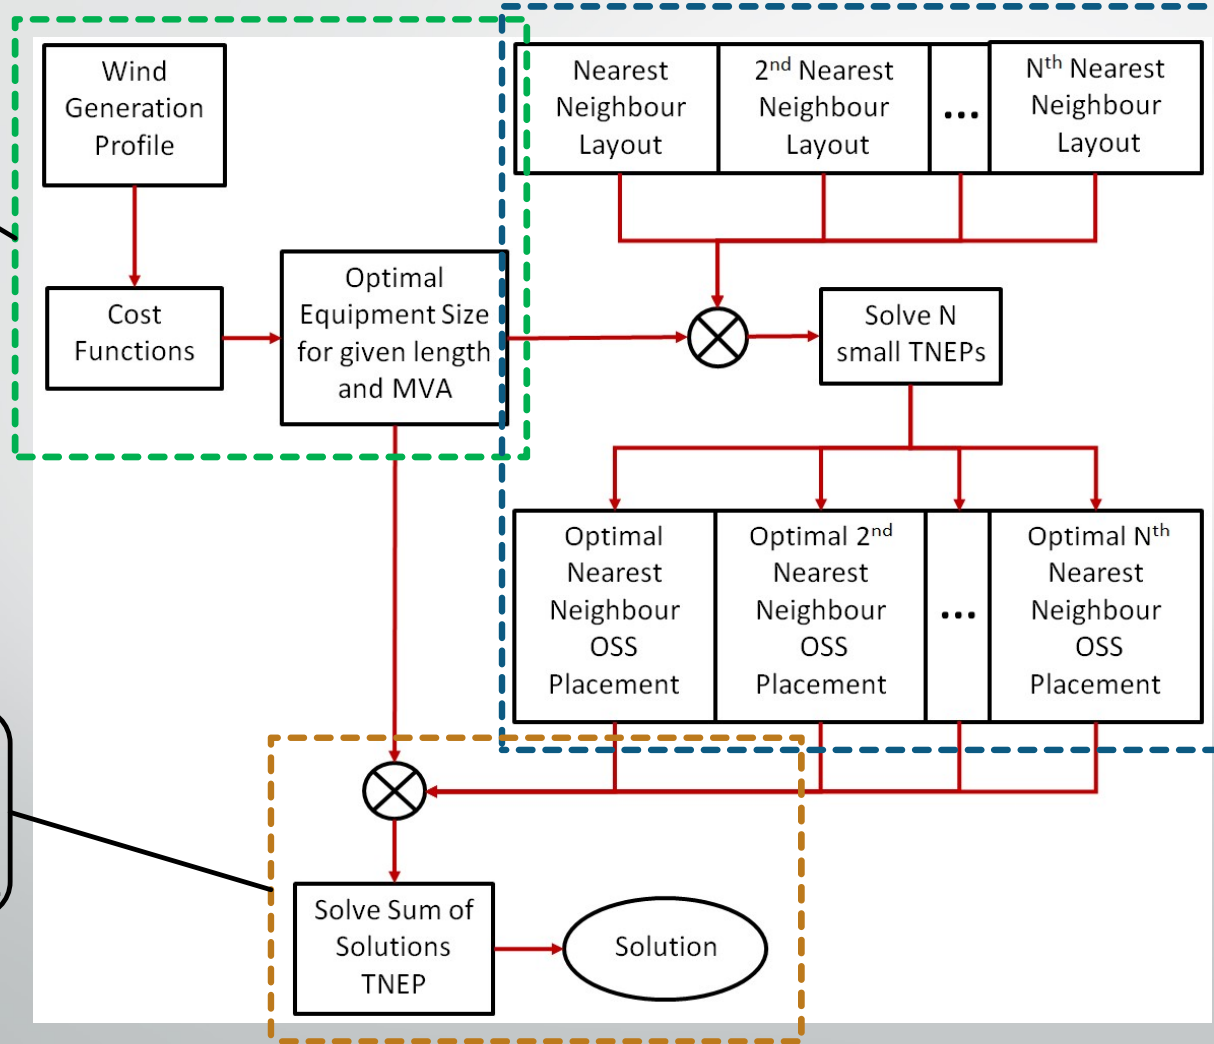 Wind
Generation
Profile
Nearest
Neighbour
Layout
2nd Nearest
Neighbour
Layout
...
Nth Nearest
Neighbour
Layout
Cost
Functions
Optimal
Equipment Size
for given length
and MVA
Solve N
small TNEPs
Optimal
Nearest
Neighbour
OSS
Placement
Optimal 2nd
Nearest
Neighbour
OSS
Placement
...
Optimal Nth
Nearest
Neighbour
OSS
Placement
Solve Sum of
Solutions
TNEP
Solution